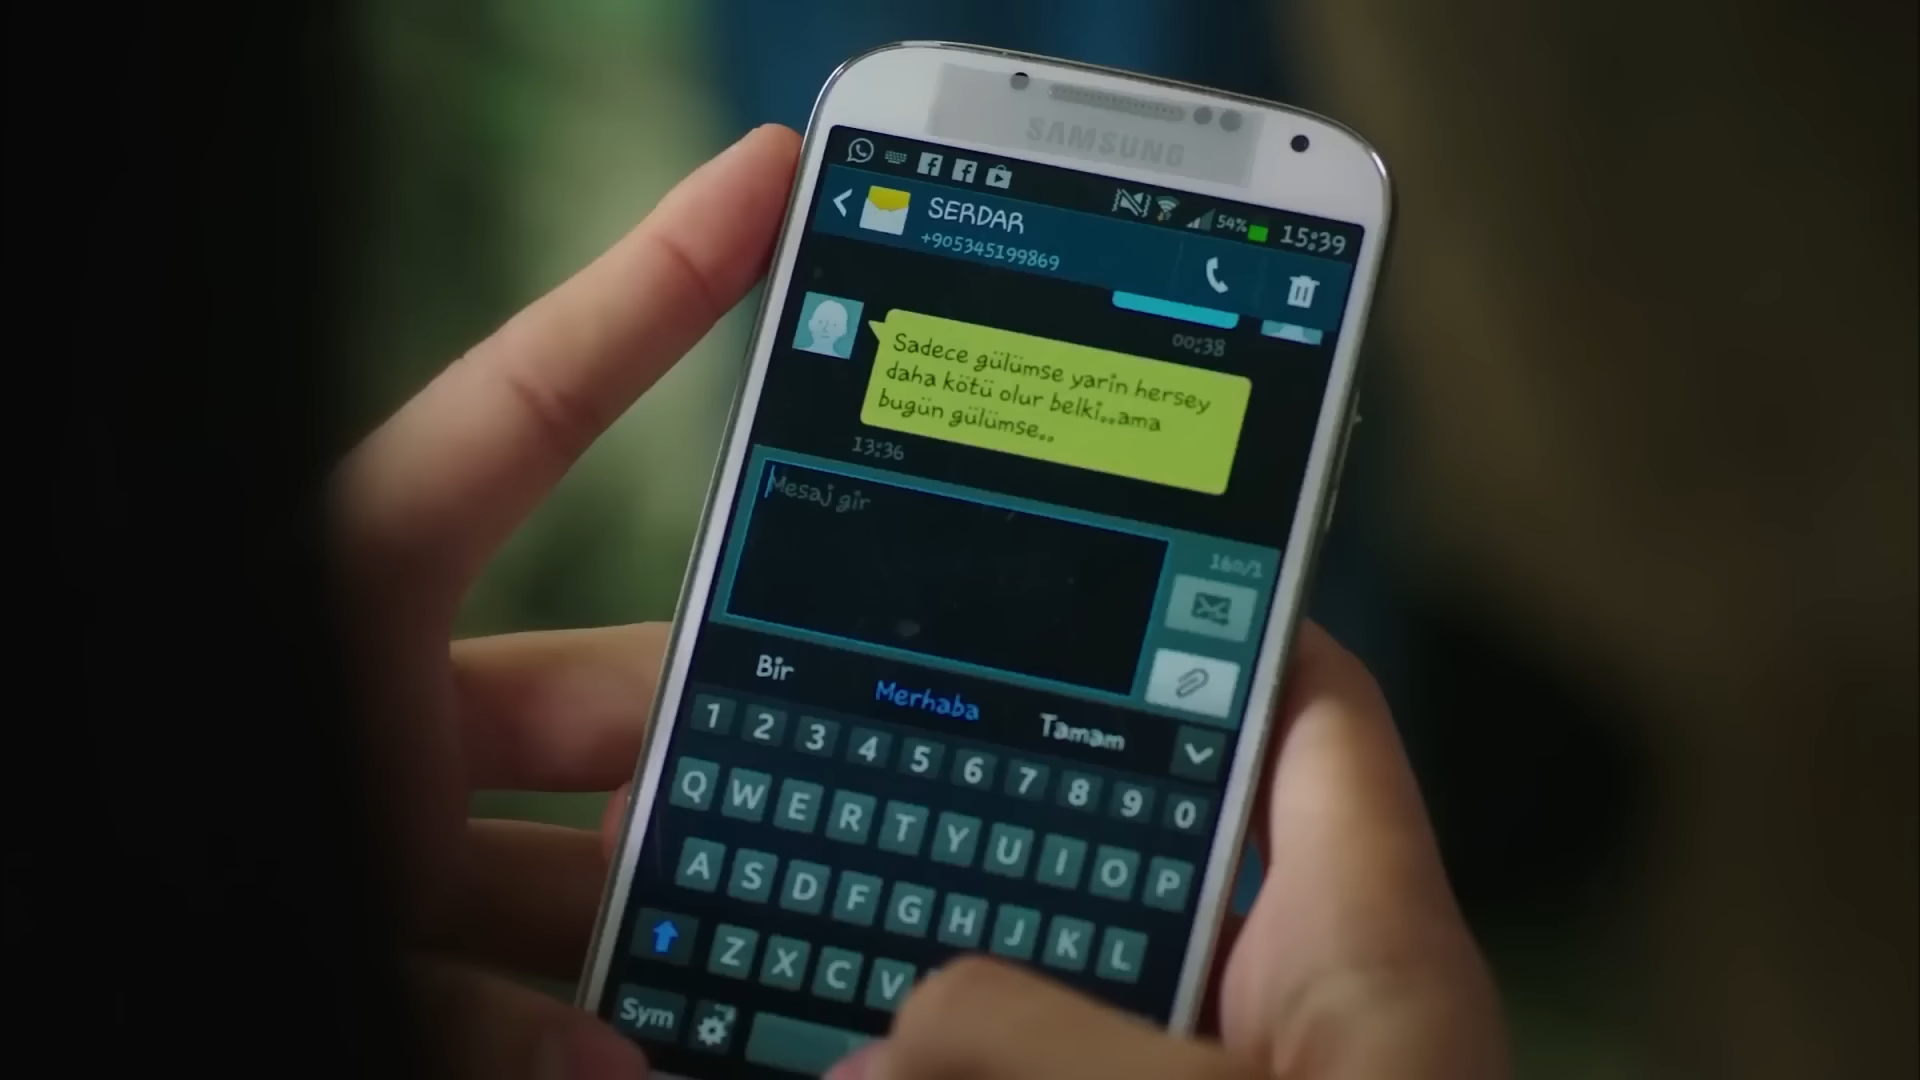 SAMSUNG
54% 15:39
SERDAR
+905345199869
00:38
Sadece gülümse yarin hersey
daha kötü olur belki..ama
bugün gülümse..
13:36
Mesaj gir
160/1
Bir Merhaba Tamam
1 2 3 4 5 6 7 8 9 0
Q W E R T Y U I O P
A S D F G H J K L
Z X C V
Sym